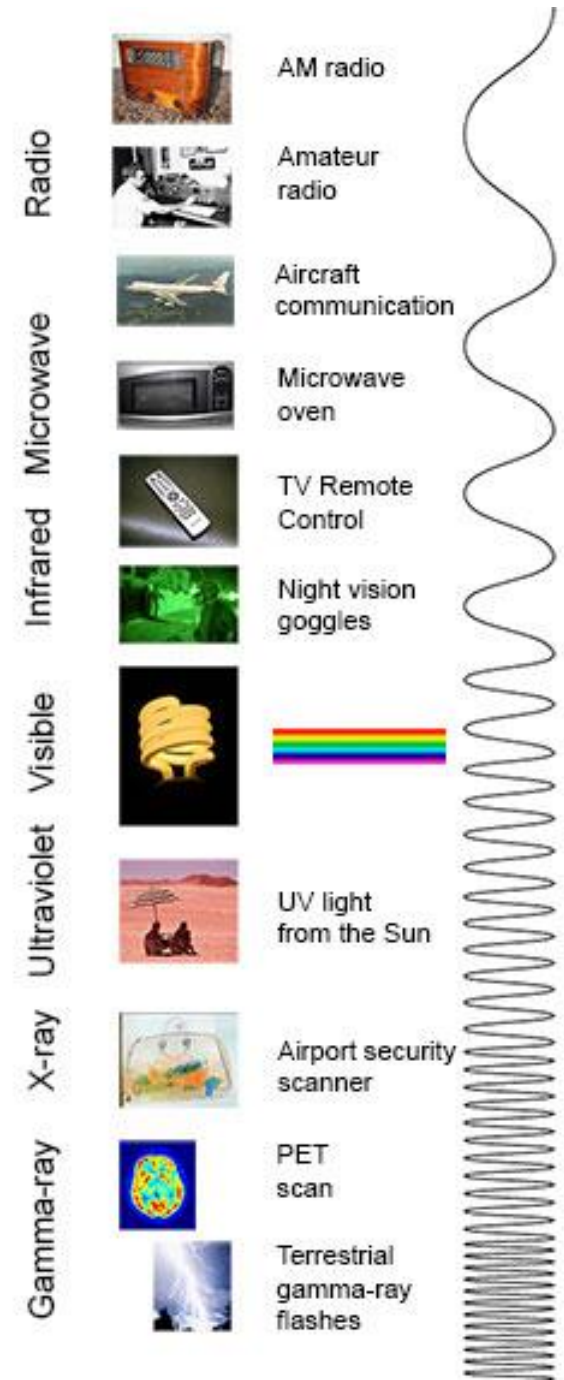 Radio
AM radio
Amateur
radio
Aircraft
communication
Microwave
Microwave
oven
Infrared
TV Remote
Control
Night vision
goggles
Visible
Ultraviolet
UV light
from the Sun
X-ray
Airport security
scanner
Gamma-ray
PET
scan
Terrestrial
gamma-ray
flashes